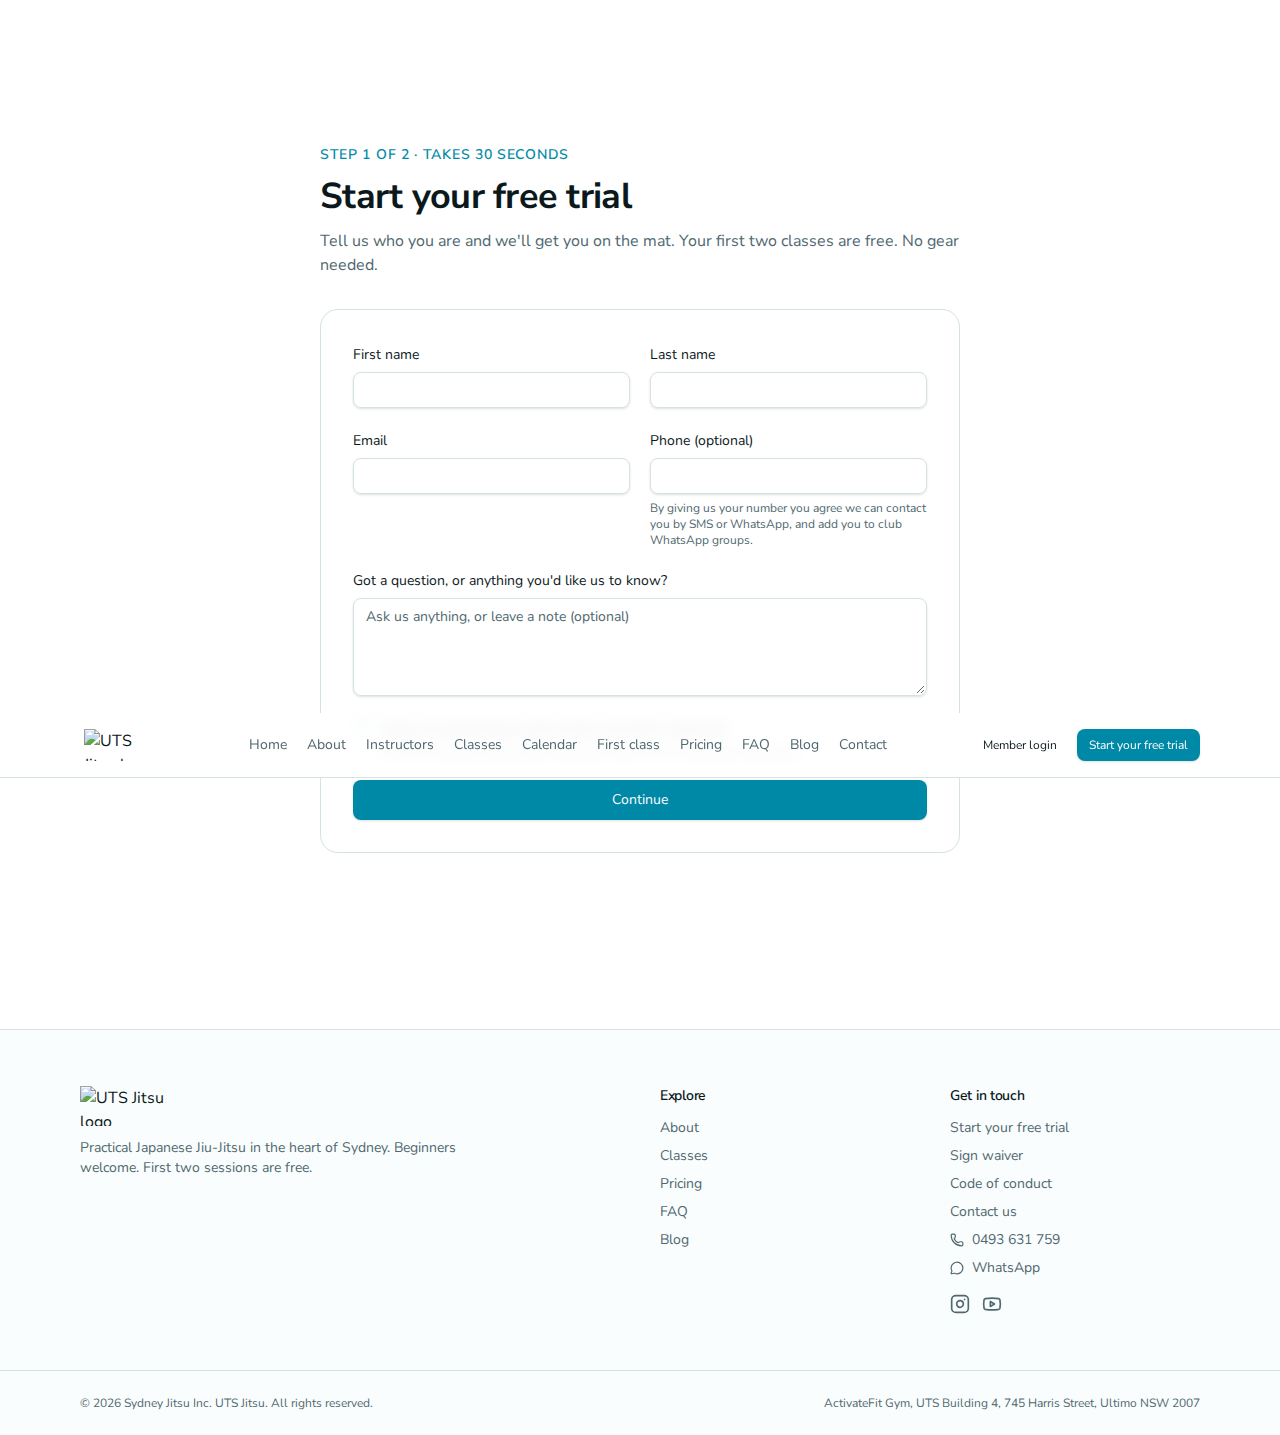 STEP 1 OF 2 · TAKES 30 SECONDS
Start your free trial
Tell us who you are and we'll get you on the mat. Your first two classes are free. No gear
needed.
First name
Last name
Email
Phone (optional)
By giving us your number you agree we can contact
you by SMS or WhatsApp, and add you to club
WhatsApp groups.
Got a question, or anything you'd like us to know?
Ask us anything, or leave a note (optional)
UTS
Home
About
Instructors
Classes
Calendar
First class
Pricing
FAQ
Blog
Contact
Member login
Start your free trial
Continue
UTS Jitsu
logo
Practical Japanese Jiu-Jitsu in the heart of Sydney. Beginners
welcome. First two sessions are free.
Explore
About
Classes
Pricing
FAQ
Blog
Get in touch
Start your free trial
Sign waiver
Code of conduct
Contact us
0493 631 759
WhatsApp
© 2026 Sydney Jitsu Inc. UTS Jitsu. All rights reserved.
ActivateFit Gym, UTS Building 4, 745 Harris Street, Ultimo NSW 2007